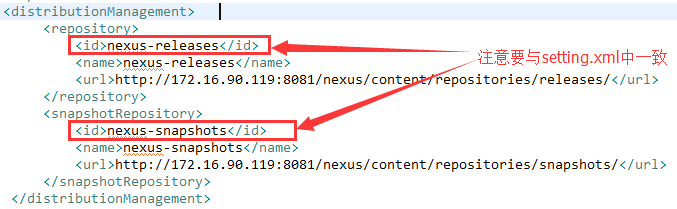 <distributionManagement>
<repository>
<id>nexus-releases</id>
<name>nexus-releases</name>
<url>http://172.16.90.119:8081/nexus/content/repositories/releases/</url>
</repository>
<snapshotRepository>
<id>nexus-snapshots</id>
<name>nexus-snapshots</name>
<url>http://172.16.90.119:8081/nexus/content/repositories/snapshots/</url>
</snapshotRepository>
</distributionManagement>
注意要与setting.xml中一致